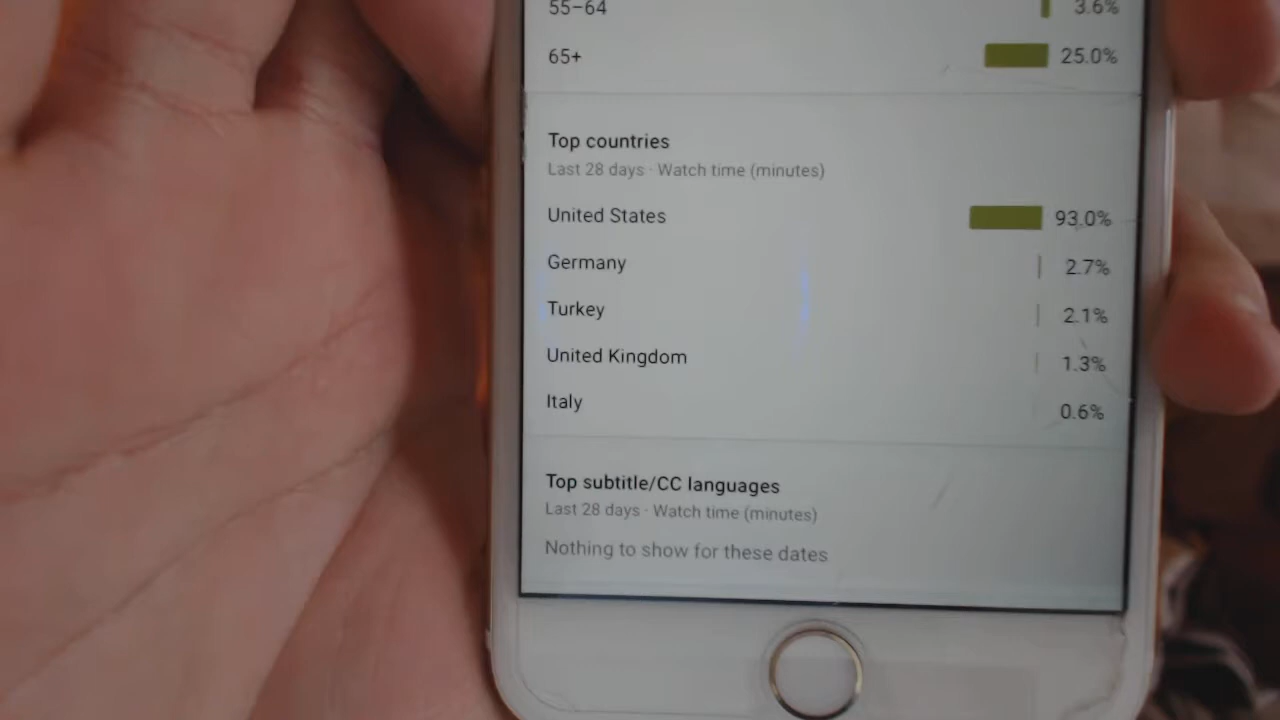 55–64 3.6%
65+ 25.0%
Top countries
Last 28 days · Watch time (minutes)
United States 93.0%
Germany 2.7%
Turkey 2.1%
United Kingdom 1.3%
Italy 0.6%
Top subtitle/CC languages
Last 28 days · Watch time (minutes)
Nothing to show for these dates